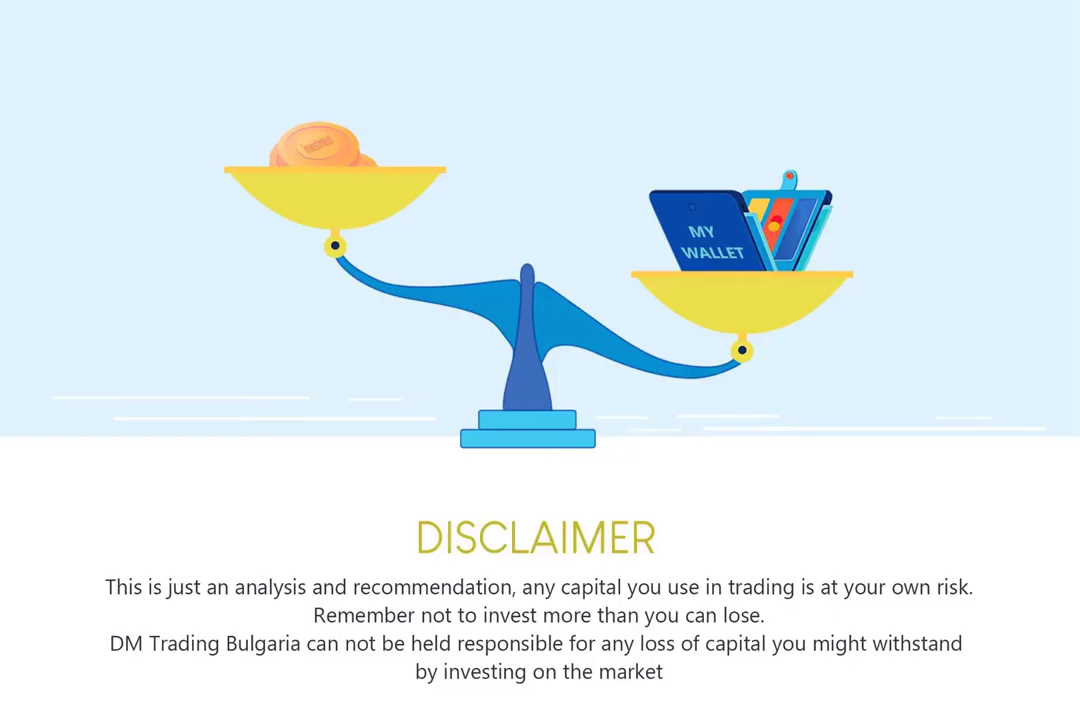 investment
MY
WALLET
DISCLAIMER
This is just an analysis and recommendation, any capital you use in trading is at your own risk.
Remember not to invest more than you can lose.
DM Trading Bulgaria can not be held responsible for any loss of capital you might withstand
by investing on the market